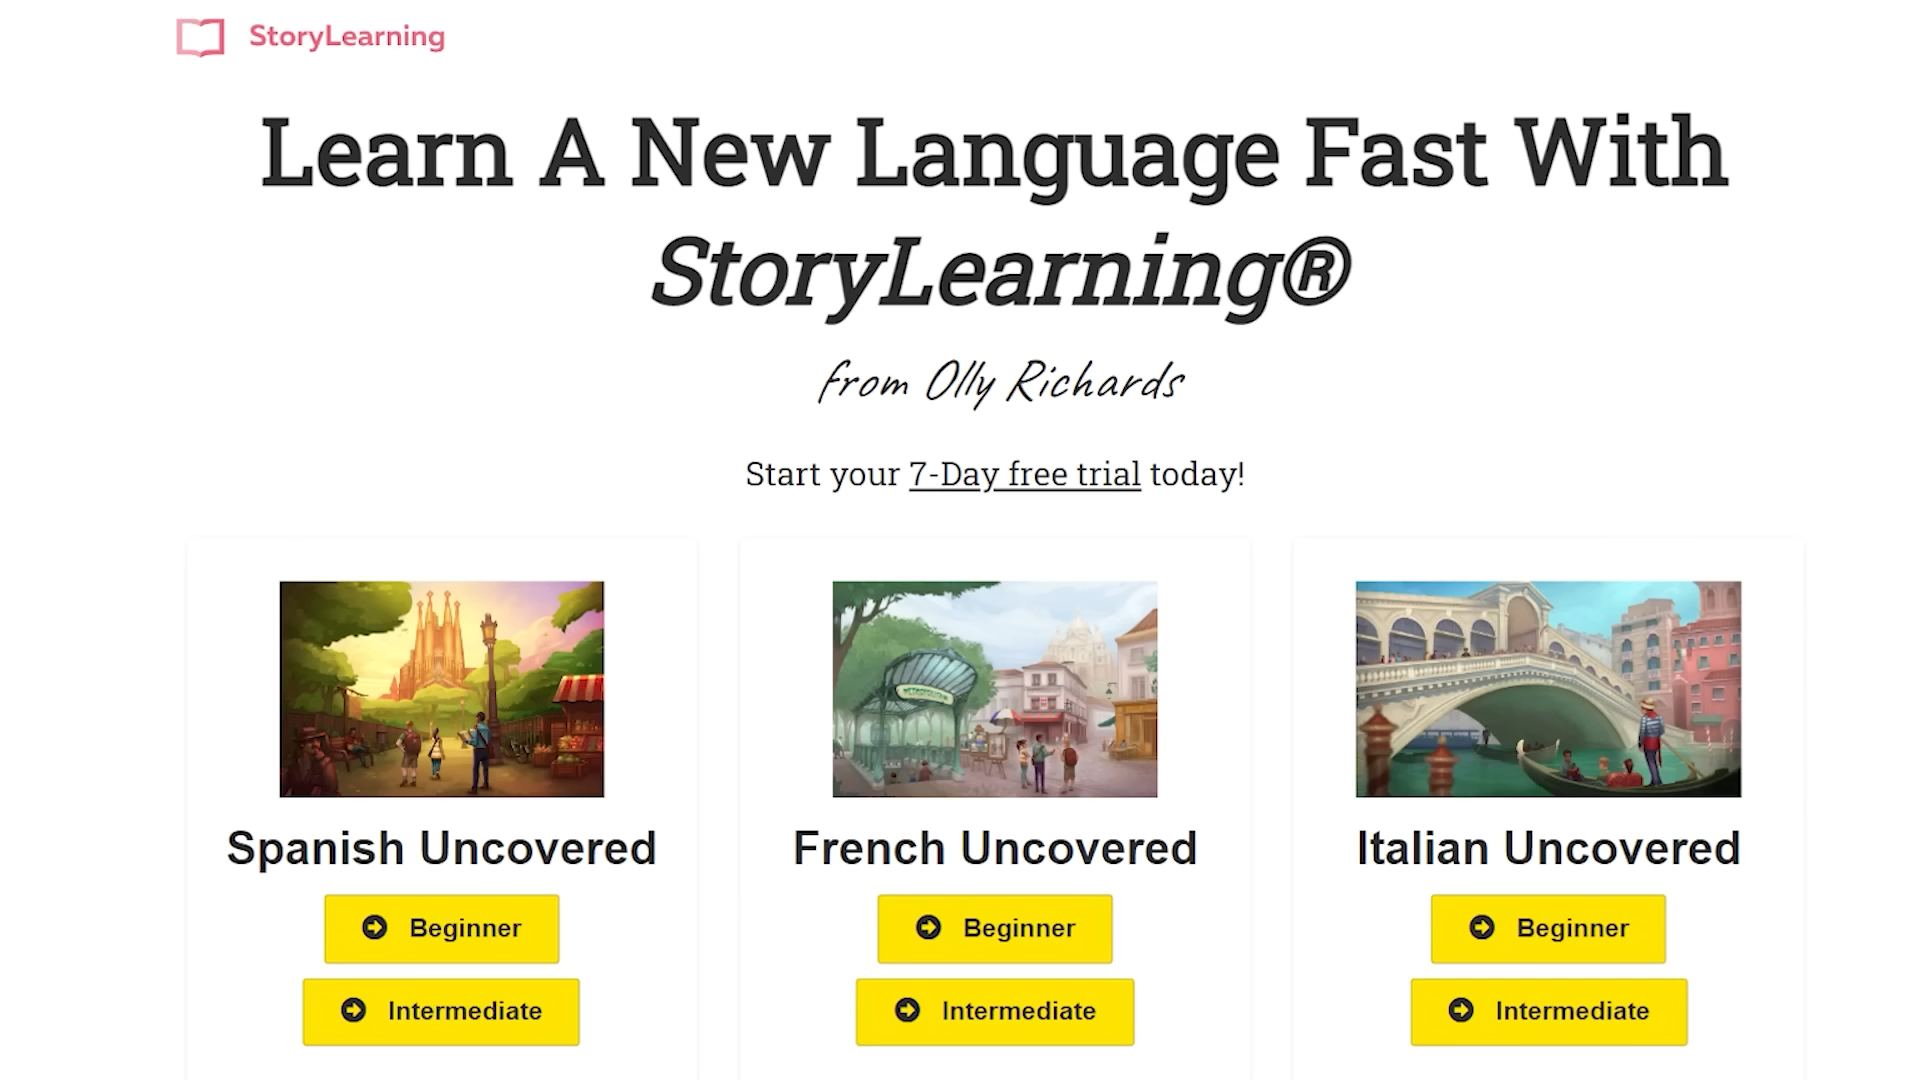 StoryLearning
Learn A New Language Fast With
StoryLearning®
from Olly Richards
Start your 7-Day free trial today!
METROPOLITAIN
Spanish Uncovered
French Uncovered
Italian Uncovered
Beginner
Beginner
Beginner
Intermediate
Intermediate
Intermediate